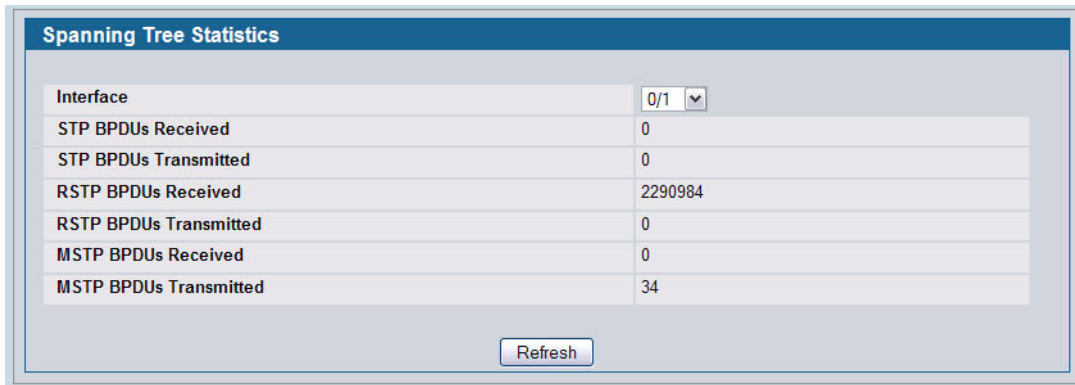 Spanning Tree Statistics
Interface 0/1
STP BPDUs Received 0
STP BPDUs Transmitted 0
RSTP BPDUs Received 2290984
RSTP BPDUs Transmitted 0
MSTP BPDUs Received 0
MSTP BPDUs Transmitted 34
Refresh